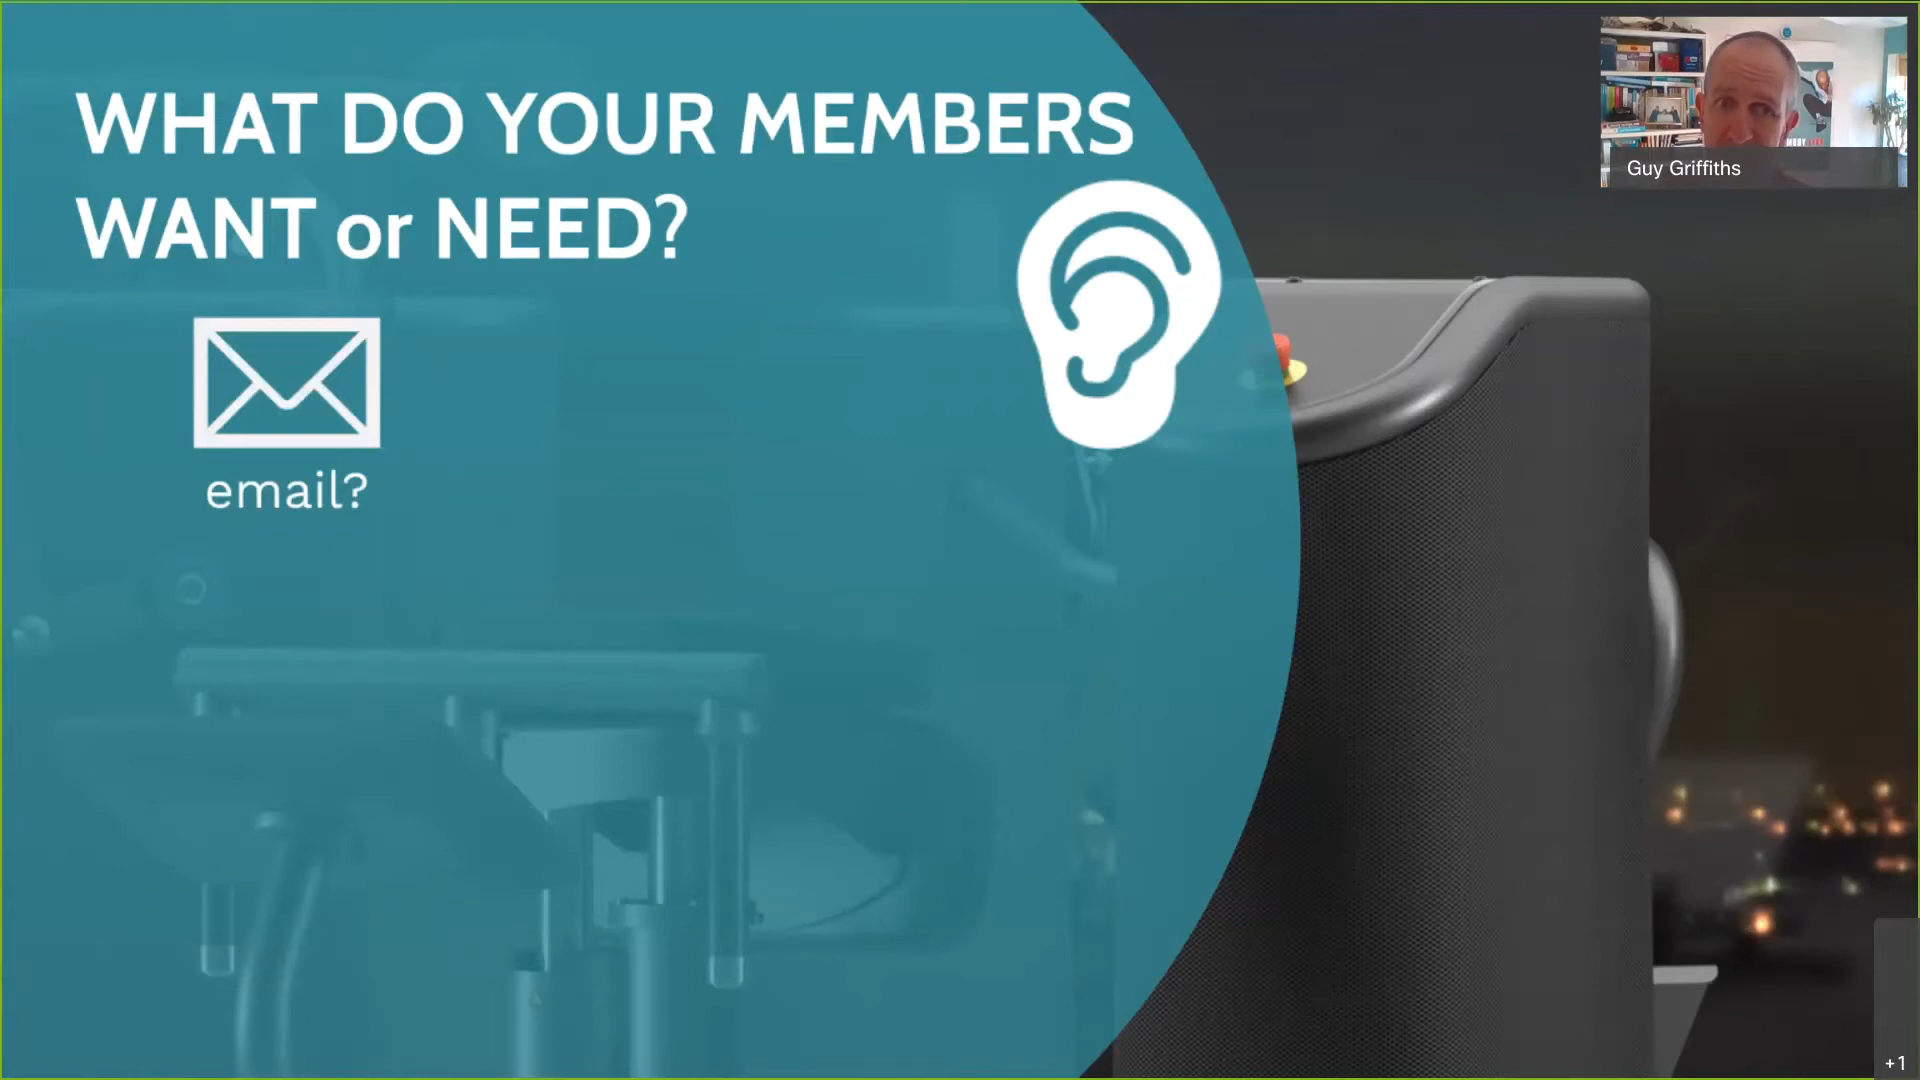 WHAT DO YOUR MEMBERS
WANT or NEED?
email?
Guy Griffiths
+1